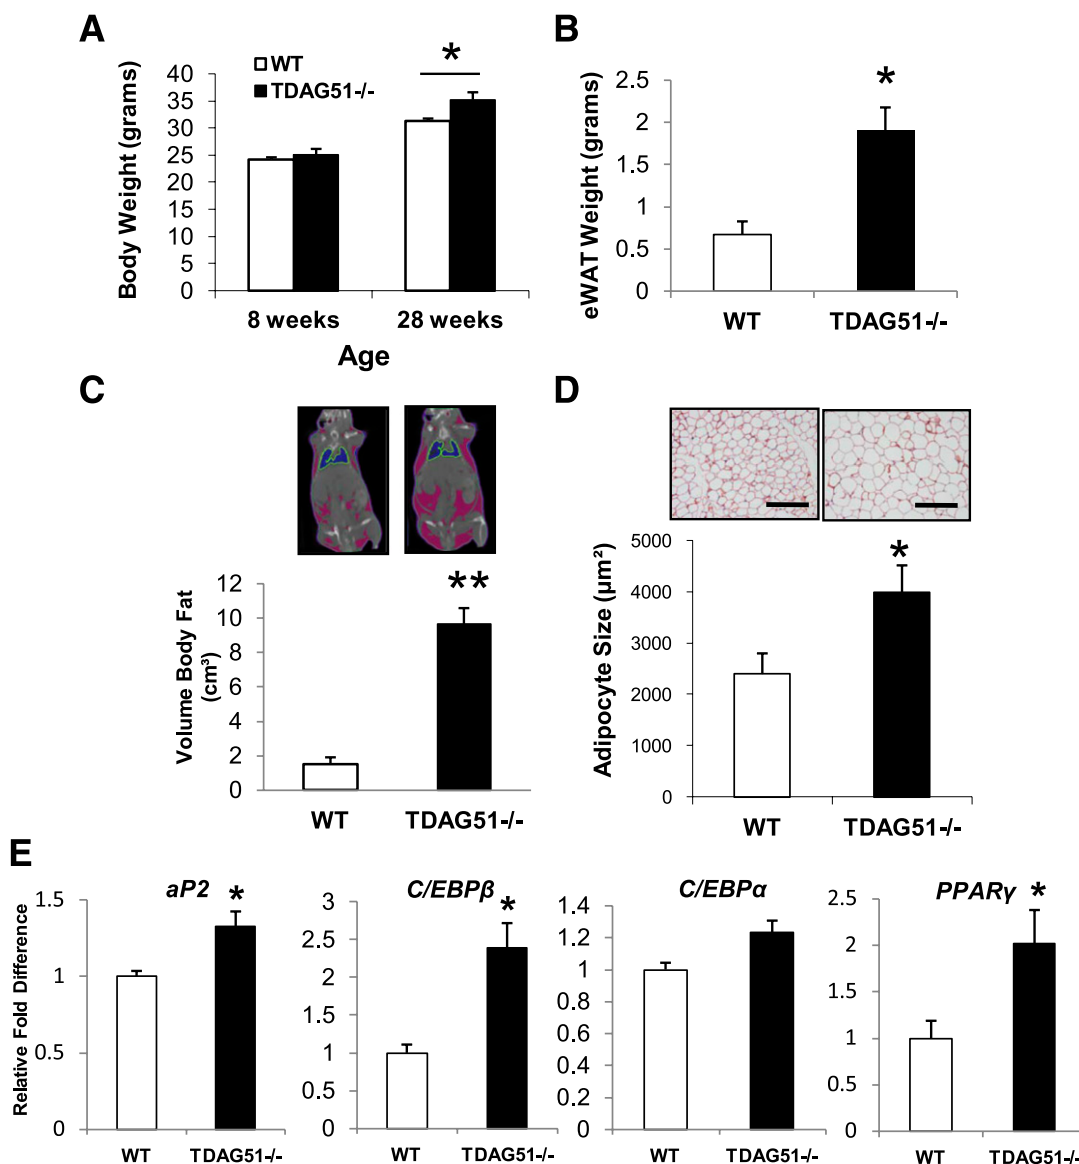 A
*
WT
TDAG51-/-
Body Weight (grams)
40
35
30
25
20
15
10
5
0
8 weeks
28 weeks
Age
B
*
eWAT Weight (grams)
2.5
2
1.5
1
0.5
0
WT
TDAG51-/-
C
**
Volume Body Fat
(cm³)
12
10
8
6
4
2
0
WT
TDAG51-/-
D
*
Adipocyte Size (µm²)
5000
4000
3000
2000
1000
0
WT
TDAG51-/-
E
Relative Fold Difference
aP2
*
1.5
1
0.5
0
WT
TDAG51-/-
C/EBPβ
*
3
2.5
2
1.5
1
0.5
0
WT
TDAG51-/-
C/EBPα
1.4
1.2
1
0.8
0.6
0.4
0.2
0
WT
TDAG51-/-
PPARγ
*
2.5
2
1.5
1
0.5
0
WT
TDAG51-/-